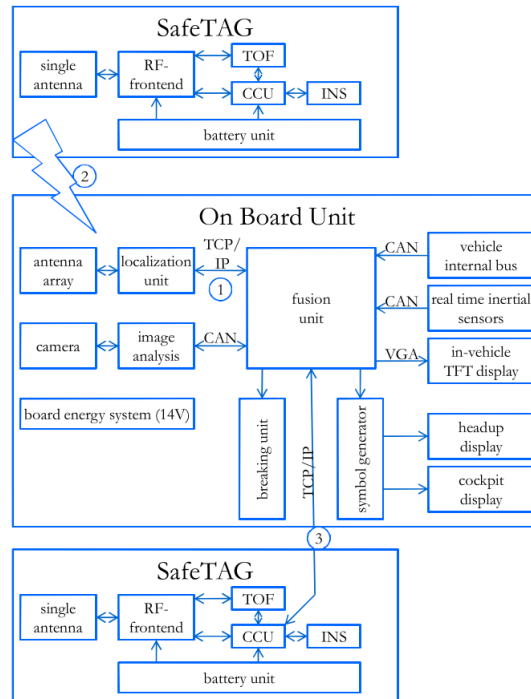 SafeTAG
single
antenna
RF-
frontend
TOF
CCU
INS
battery unit
2
On Board Unit
antenna
array
localization
unit
TCP/
IP
1
fusion
unit
CAN
vehicle
internal bus
CAN
real time inertial
sensors
camera
image
analysis
CAN
VGA
in-vehicle
TFT display
board energy system (14V)
breaking unit
TCP/IP
symbol generator
headup
display
cockpit
display
3
SafeTAG
single
antenna
RF-
frontend
TOF
CCU
INS
battery unit